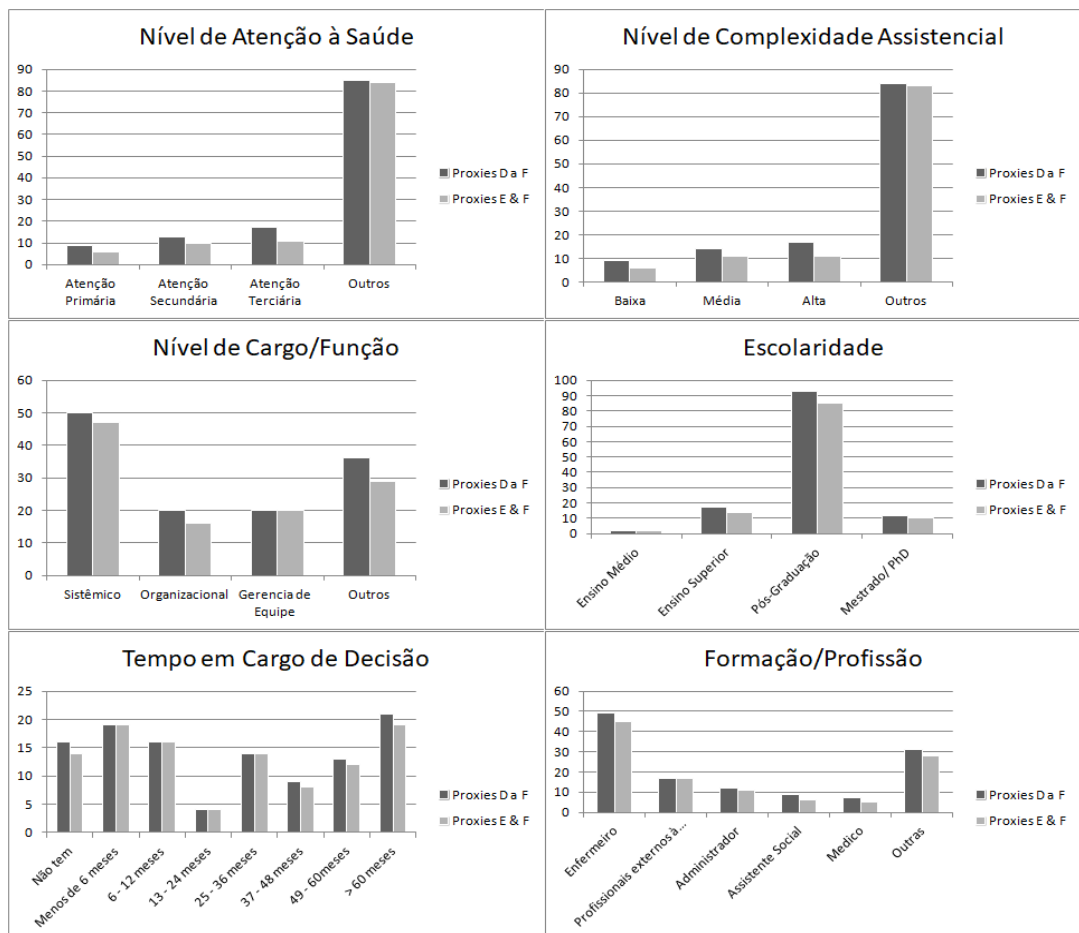 Nível de Atenção à Saúde
90
80
70
60
50
40
30
20
10
0
Atenção Primária
Atenção Secundária
Atenção Terciária
Outros
Proxies D a F
Proxies E & F
Nível de Complexidade Assistencial
90
80
70
60
50
40
30
20
10
0
Baixa
Média
Alta
Outros
Proxies D a F
Proxies E & F
Nível de Cargo/Função
60
50
40
30
20
10
0
Sistêmico
Organizacional
Gerencia de Equipe
Outros
Proxies D a F
Proxies E & F
Escolaridade
100
90
80
70
60
50
40
30
20
10
0
Ensino Médio
Ensino Superior
Pós-Graduação
Mestrado/ PhD
Proxies D a F
Proxies E & F
Tempo em Cargo de Decisão
25
20
15
10
5
0
Não tem
Menos de 6 meses
6 - 12 meses
13 - 24 meses
25 - 36 meses
37 - 48 meses
49 - 60meses
> 60 meses
Proxies D a F
Proxies E & F
Formação/Profissão
60
50
40
30
20
10
0
Enfermeiro
Profissionais externos à...
Administrador
Assistente Social
Medico
Outras
Proxies D a F
Proxies E & F